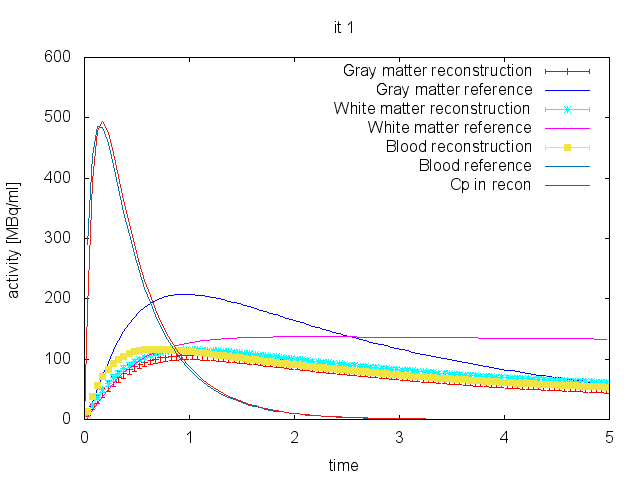 it 1
600
500
400
300
200
100
0
activity [MBq/ml]
Gray matter reconstruction
Gray matter reference
White matter reconstruction
White matter reference
Blood reconstruction
Blood reference
Cp in recon
0 1 2 3 4 5
time